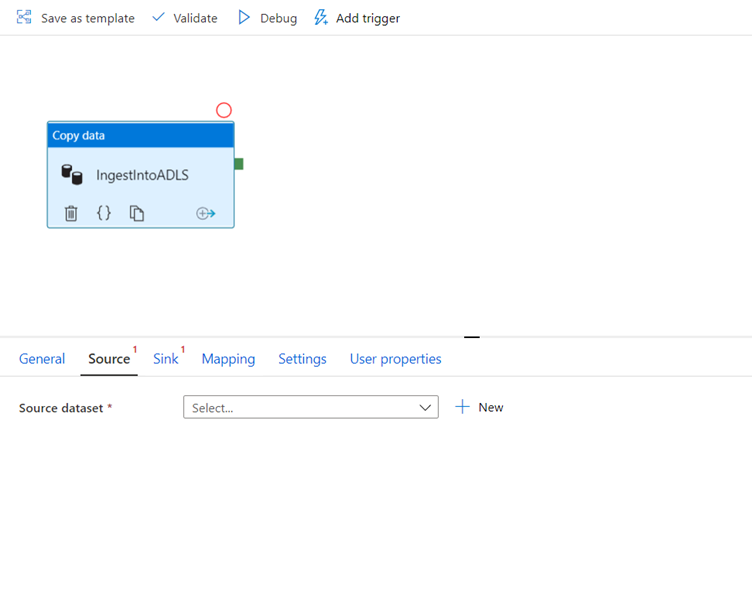 Save as template Validate Debug Add trigger
Copy data
IngestIntoADLS
{}
General Source 1 Sink 1 Mapping Settings User properties
Source dataset * Select... New